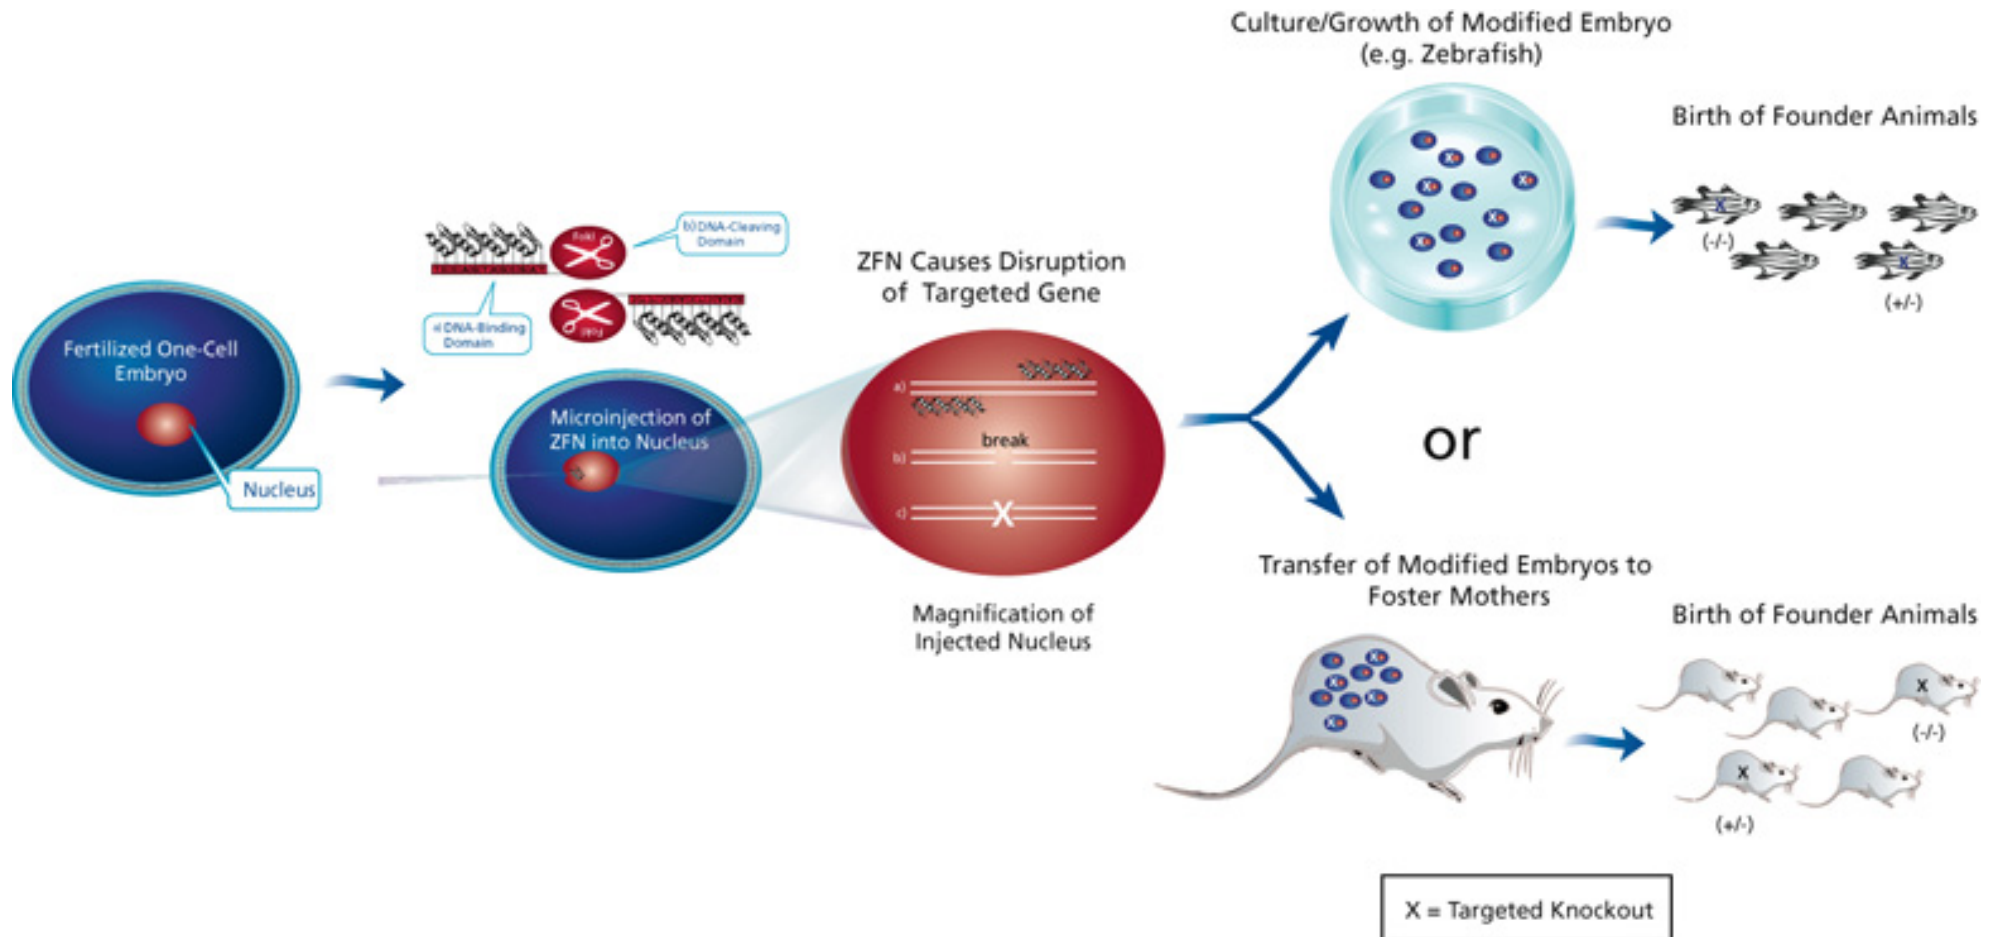 Fertilized One-Cell
Embryo
Nucleus
b) DNA-Cleaving
Domain
FokI
FokI
a) DNA-Binding
Domain
Microinjection of
ZFN into Nucleus
ZFN Causes Disruption
of Targeted Gene
a)
break
b)
c)
X
Magnification of
Injected Nucleus
Culture/Growth of Modified Embryo
(e.g. Zebrafish)
X
X
X
X
X
Birth of Founder Animals
X
(-/-)
X
(+/-)
or
Transfer of Modified Embryos to
Foster Mothers
X
X
X
X
Birth of Founder Animals
X
(-/-)
X
(+/-)
X = Targeted Knockout